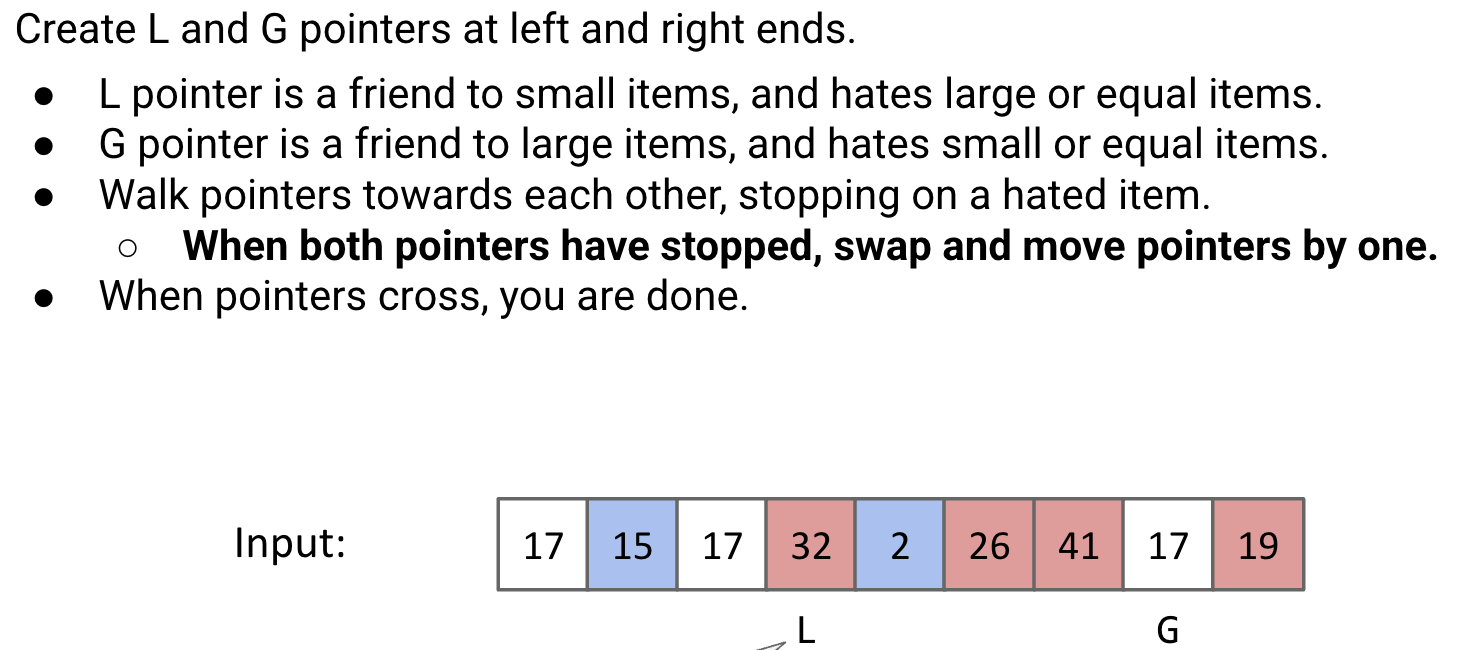 Create L and G pointers at left and right ends.
● L pointer is a friend to small items, and hates large or equal items.
● G pointer is a friend to large items, and hates small or equal items.
● Walk pointers towards each other, stopping on a hated item.
○ When both pointers have stopped, swap and move pointers by one.
● When pointers cross, you are done.
Input: 17 15 17 32 2 26 41 17 19
L G